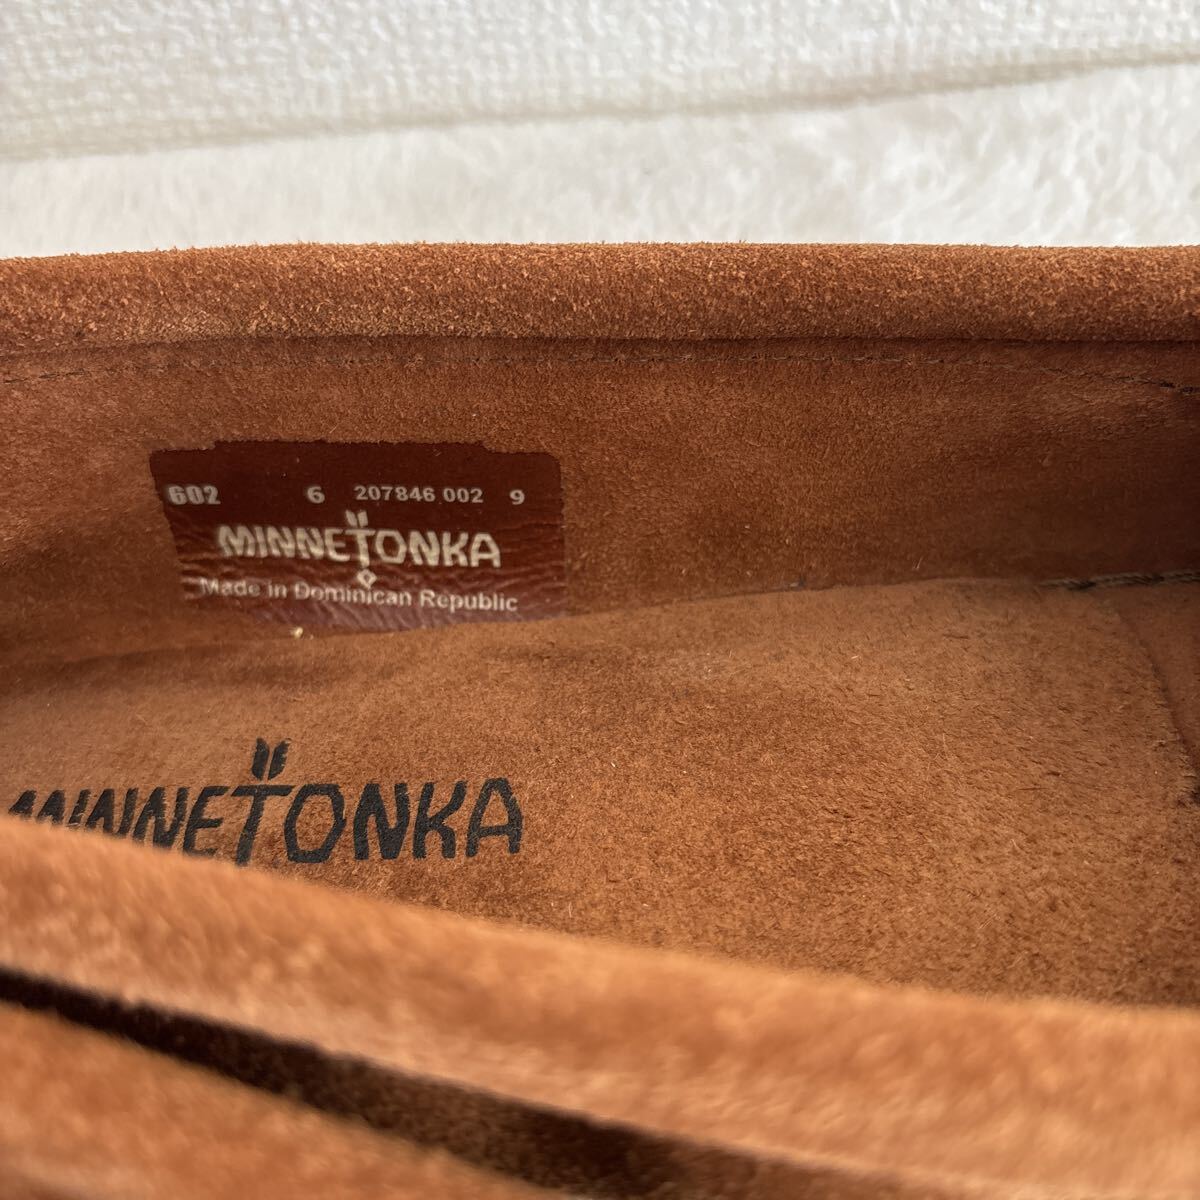 602 6 207846 002 9
MINNETONKA
Made in Dominican Republic
MINNETONKA